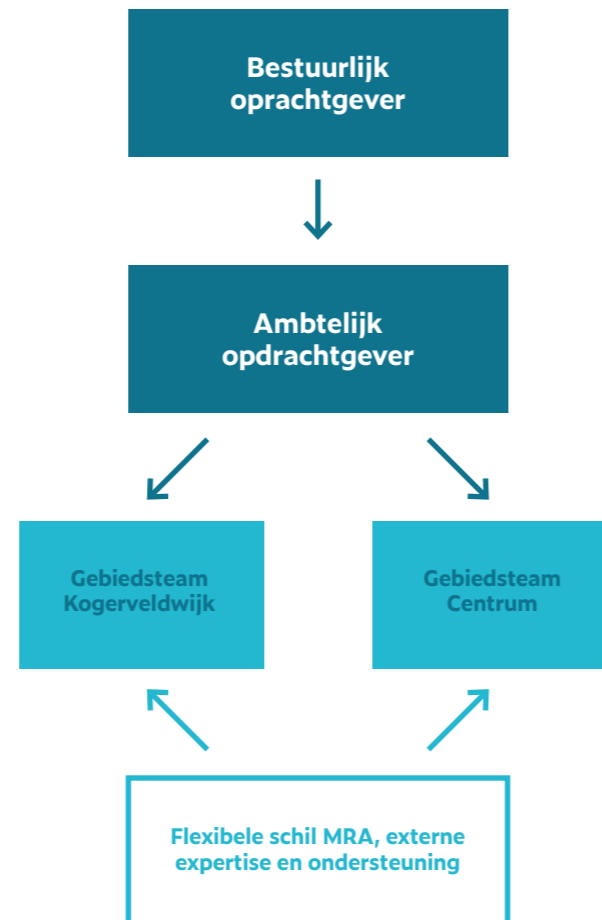 Bestuurlijk
oprachtgever
Ambtelijk
opdrachtgever
Gebiedsteam
Kogerveldwijk
Gebiedsteam
Centrum
Flexibele schil MRA, externe
expertise en ondersteuning